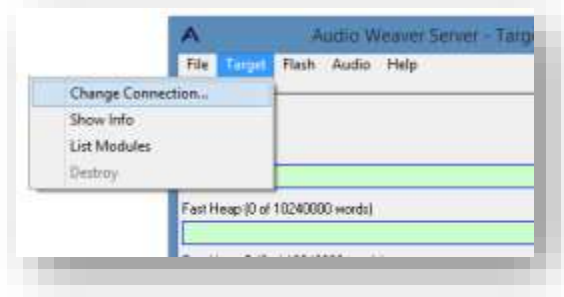 Audio Weaver Server - Targ
File Target Flash Audio Help
Change Connection...
Show Info
List Modules
Destroy
Fast Heap (0 of 10240000 words)